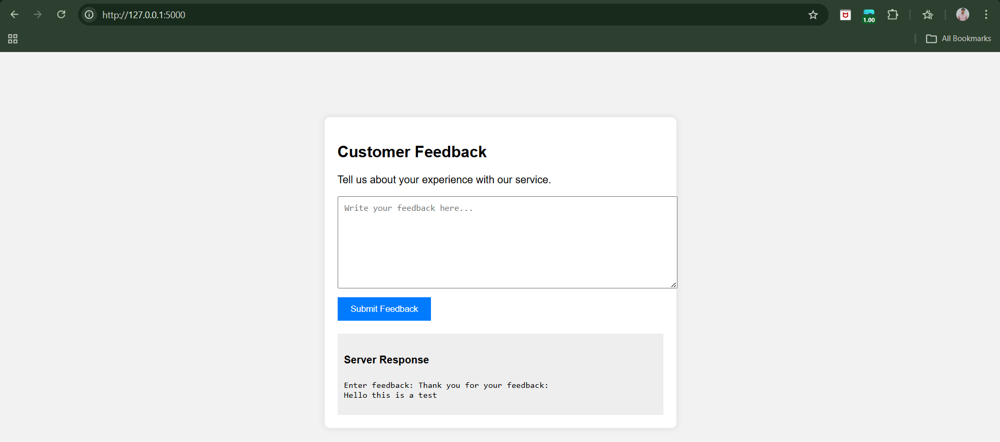 http://127.0.0.1:5000
1.00
All Bookmarks
Customer Feedback
Tell us about your experience with our service.
Write your feedback here...
Submit Feedback
Server Response
Enter feedback: Thank you for your feedback:
Hello this is a test